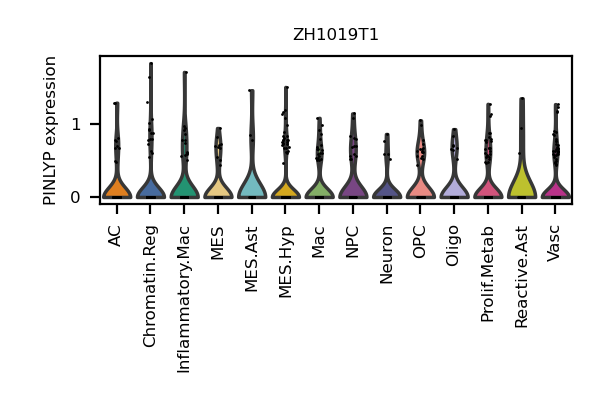 ZH1019T1
PINLYP expression
1
0
AC
Chromatin.Reg
Inflammatory.Mac
MES
MES.Ast
MES.Hyp
Mac
NPC
Neuron
OPC
Oligo
Prolif.Metab
Reactive.Ast
Vasc